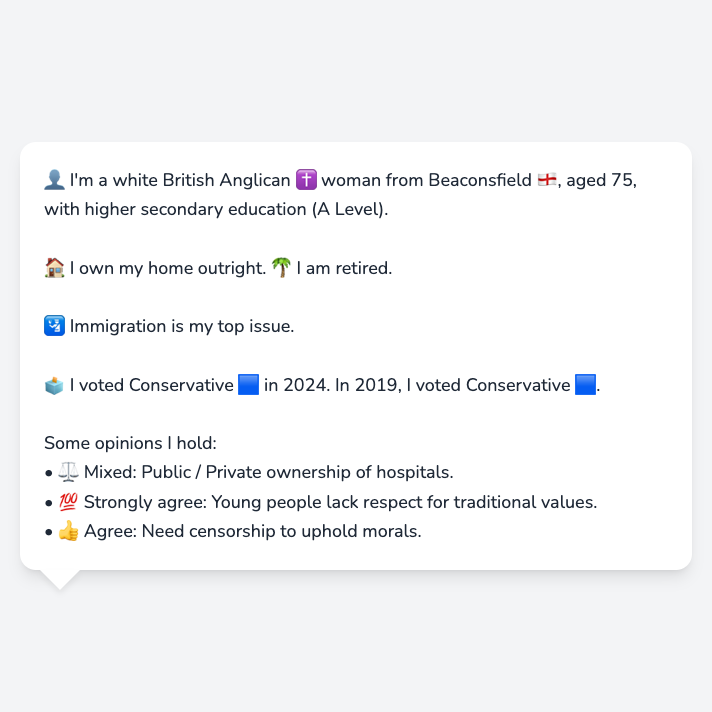 👤 I'm a white British Anglican ✝️ woman from Beaconsfield 🏴󠁧󠁢󠁥󠁮󠁧󠁿, aged 75,
with higher secondary education (A Level).
🏠 I own my home outright. 🌴 I am retired.
🛂 Immigration is my top issue.
🗳️ I voted Conservative 🟦 in 2024. In 2019, I voted Conservative 🟦.
Some opinions I hold:
• ⚖️ Mixed: Public / Private ownership of hospitals.
• 💯 Strongly agree: Young people lack respect for traditional values.
• 👍 Agree: Need censorship to uphold morals.